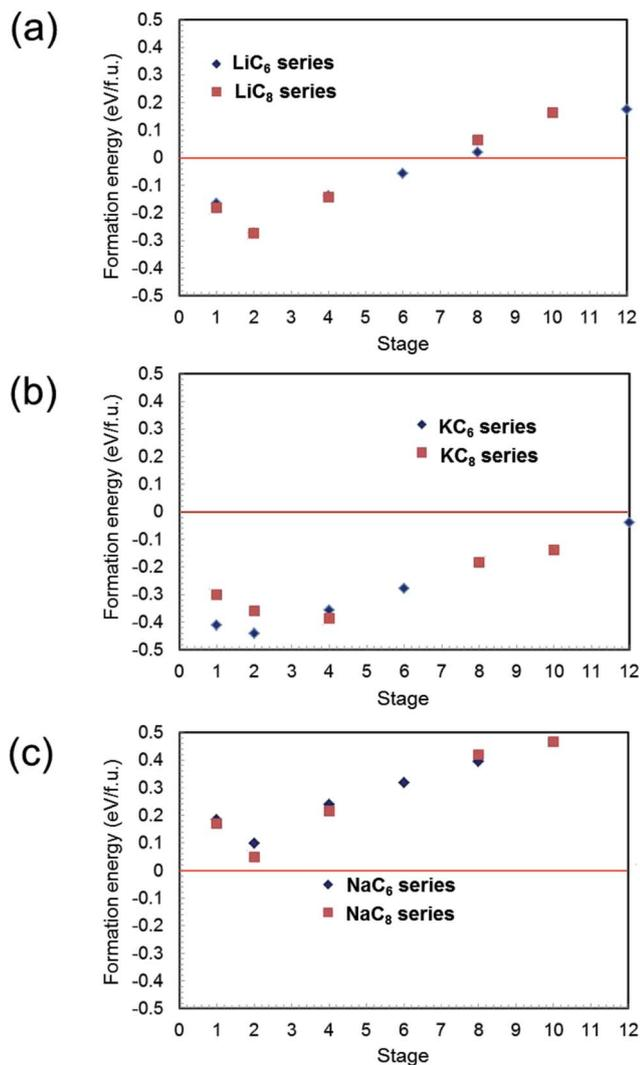 (a)
Formation energy (eV/f.u.)
0.5
0.4
0.3
0.2
0.1
0
-0.1
-0.2
-0.3
-0.4
-0.5
LiC₆ series
LiC₈ series
0 1 2 3 4 5 6 7 8 9 10 11 12
Stage
(b)
Formation energy (eV/f.u.)
0.5
0.4
0.3
0.2
0.1
0
-0.1
-0.2
-0.3
-0.4
-0.5
KC₆ series
KC₈ series
0 1 2 3 4 5 6 7 8 9 10 11 12
Stage
(c)
Formation energy (eV/f.u.)
0.5
0.4
0.3
0.2
0.1
0
-0.1
-0.2
-0.3
-0.4
-0.5
NaC₆ series
NaC₈ series
0 1 2 3 4 5 6 7 8 9 10 11 12
Stage